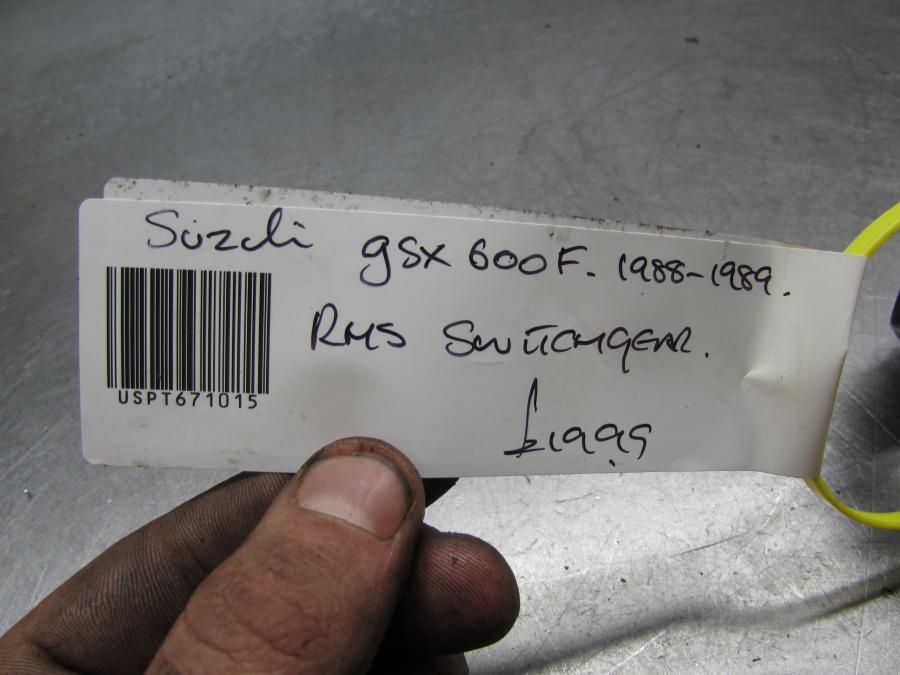 Suzuki GSX 600F. 1988-1989.
RHS SWITCHGEAR.
USPT671015
£19.99